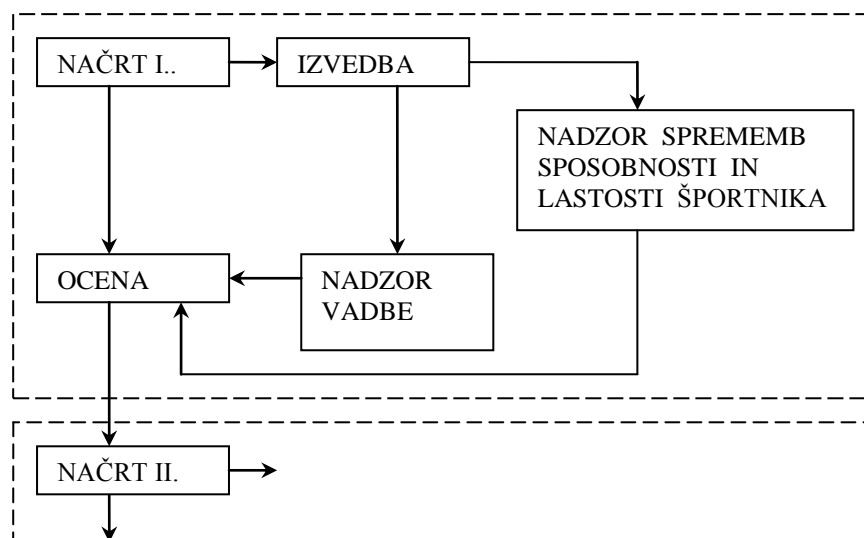 NAČRT I..
IZVEDBA
NADZOR SPREMEMB
SPOSOBNOSTI IN
LASTOSTI ŠPORTNIKA
OCENA
NADZOR
VADBE
NAČRT II.